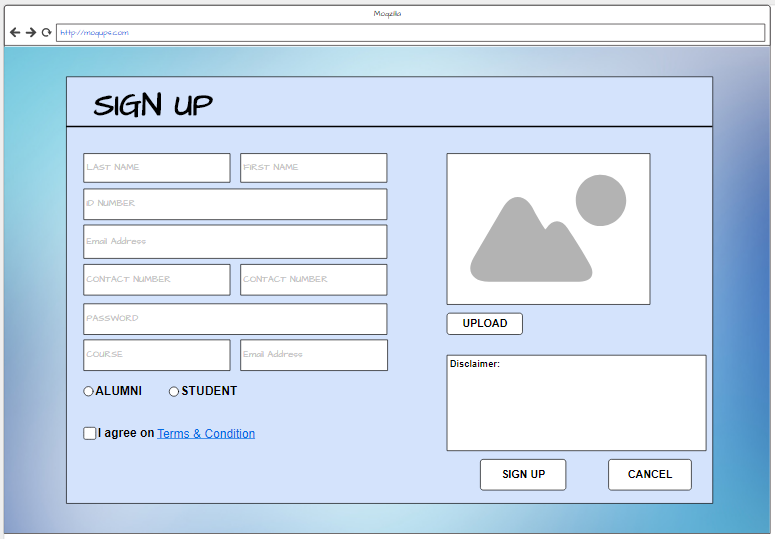 Moqzilla
http://moqups.com
SIGN UP
LAST NAME FIRST NAME
ID NUMBER
Email Address
CONTACT NUMBER CONTACT NUMBER
PASSWORD
COURSE Email Address
ALUMNI STUDENT
I agree on Terms & Condition
UPLOAD
Disclaimer:
SIGN UP CANCEL